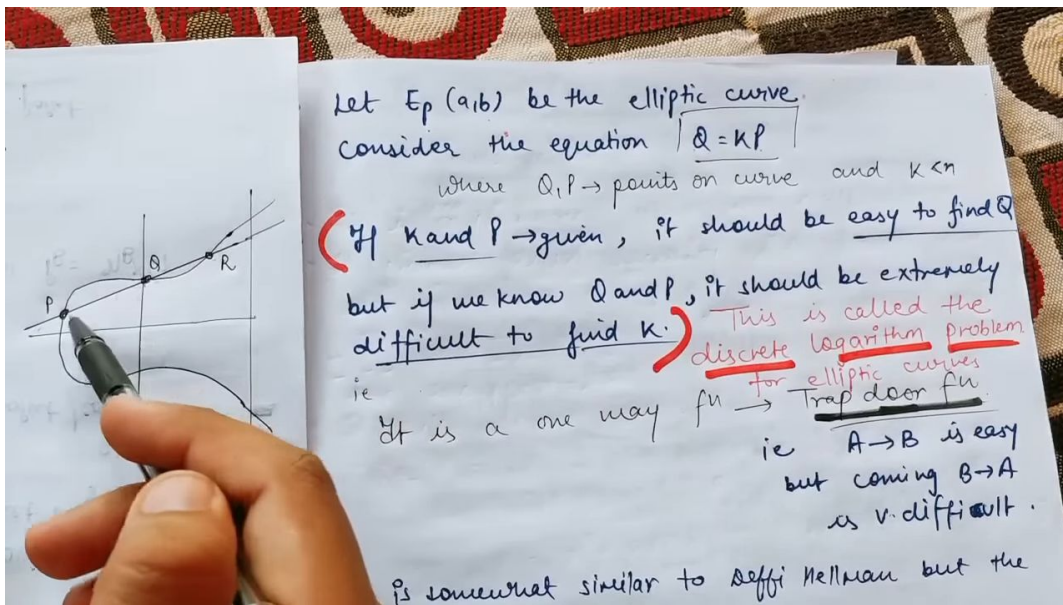 Let Ep (a,b) be the elliptic curve.
consider the equation Q = KP
where Q,P → points on curve and K < n
(If K and P → given, it should be easy to find Q
but if we know Q and P, it should be extremely
difficult to find K.)
This is called the
discrete logarithm problem
for elliptic curves
ie
It is a one way fn → Trap door fn
ie A → B is easy
but coming B → A
is v. difficult.
is somewhat similar to Deffi Hellman but the
P
Q
R